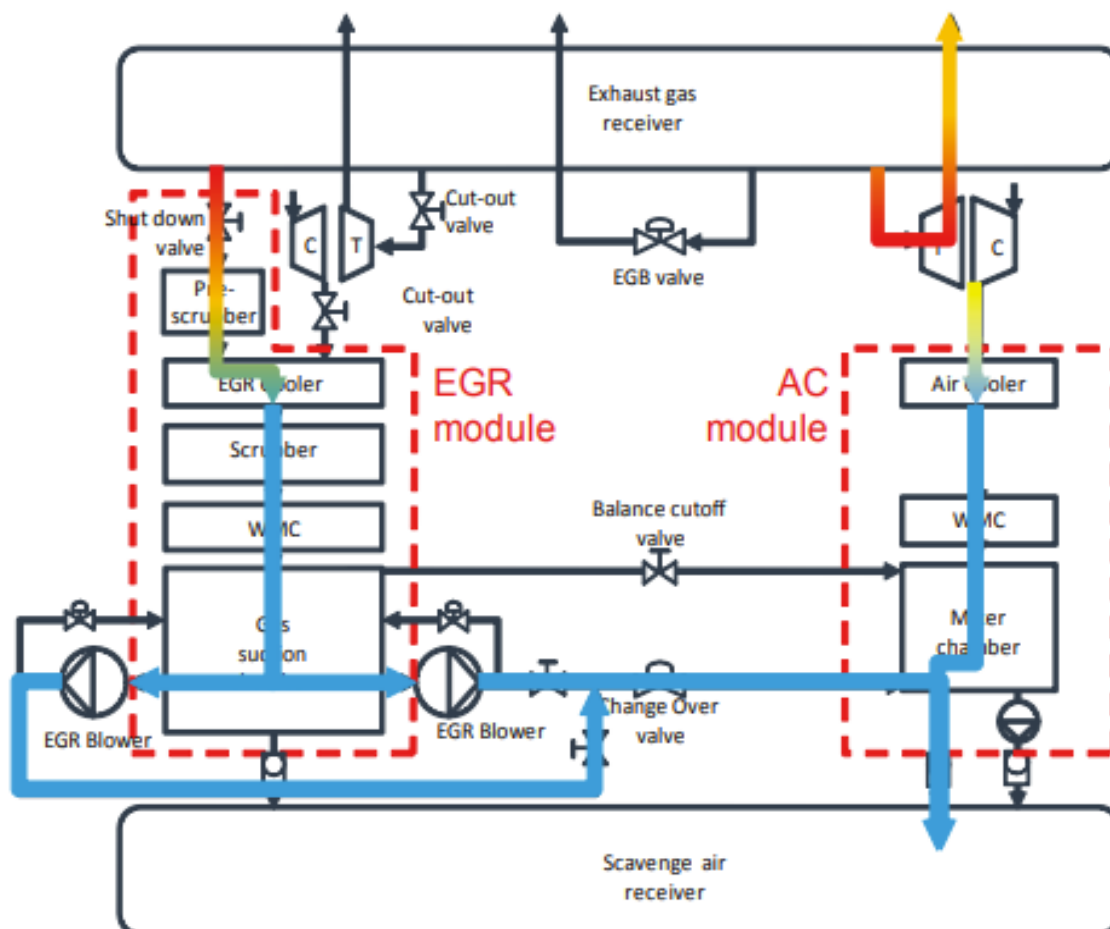 Exhaust gas
receiver
Shut down
valve
Cut-out
valve
C
T
EGB valve
T
C
Pre-
scrubber
Cut-out
valve
EGR Cooler
EGR
module
AC
module
Air Cooler
Scrubber
WMC
Balance cutoff
valve
WMC
Gas
suction
Mixer
chamber
EGR Blower
EGR Blower
Change Over
valve
Scavenge air
receiver